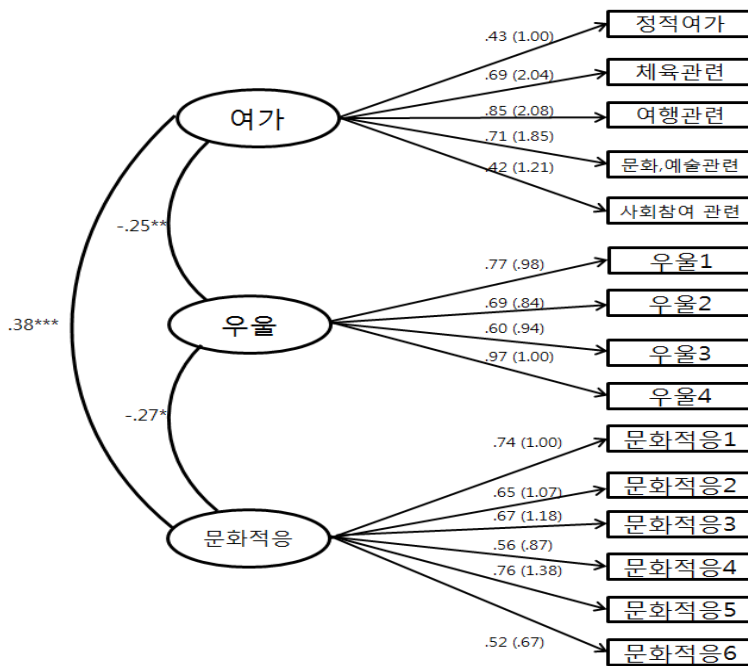 .43 (1.00)
정적여가
.69 (2.04)
체육관련
여가
.85 (2.08)
여행관련
.71 (1.85)
문화,예술관련
.42 (1.21)
사회참여 관련
-.25**
.77 (.98)
우울1
.69 (.84)
우울2
.38***
우울
.60 (.94)
우울3
.97 (1.00)
우울4
-.27*
.74 (1.00)
문화적응1
.65 (1.07)
문화적응2
.67 (1.18)
문화적응3
문화적응
.56 (.87)
문화적응4
.76 (1.38)
문화적응5
.52 (.67)
문화적응6